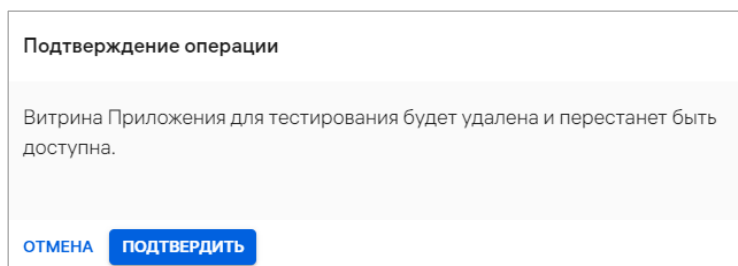 Подтверждение операции
Витрина Приложения для тестирования будет удалена и перестанет быть
доступна.
ОТМЕНА ПОДТВЕРДИТЬ